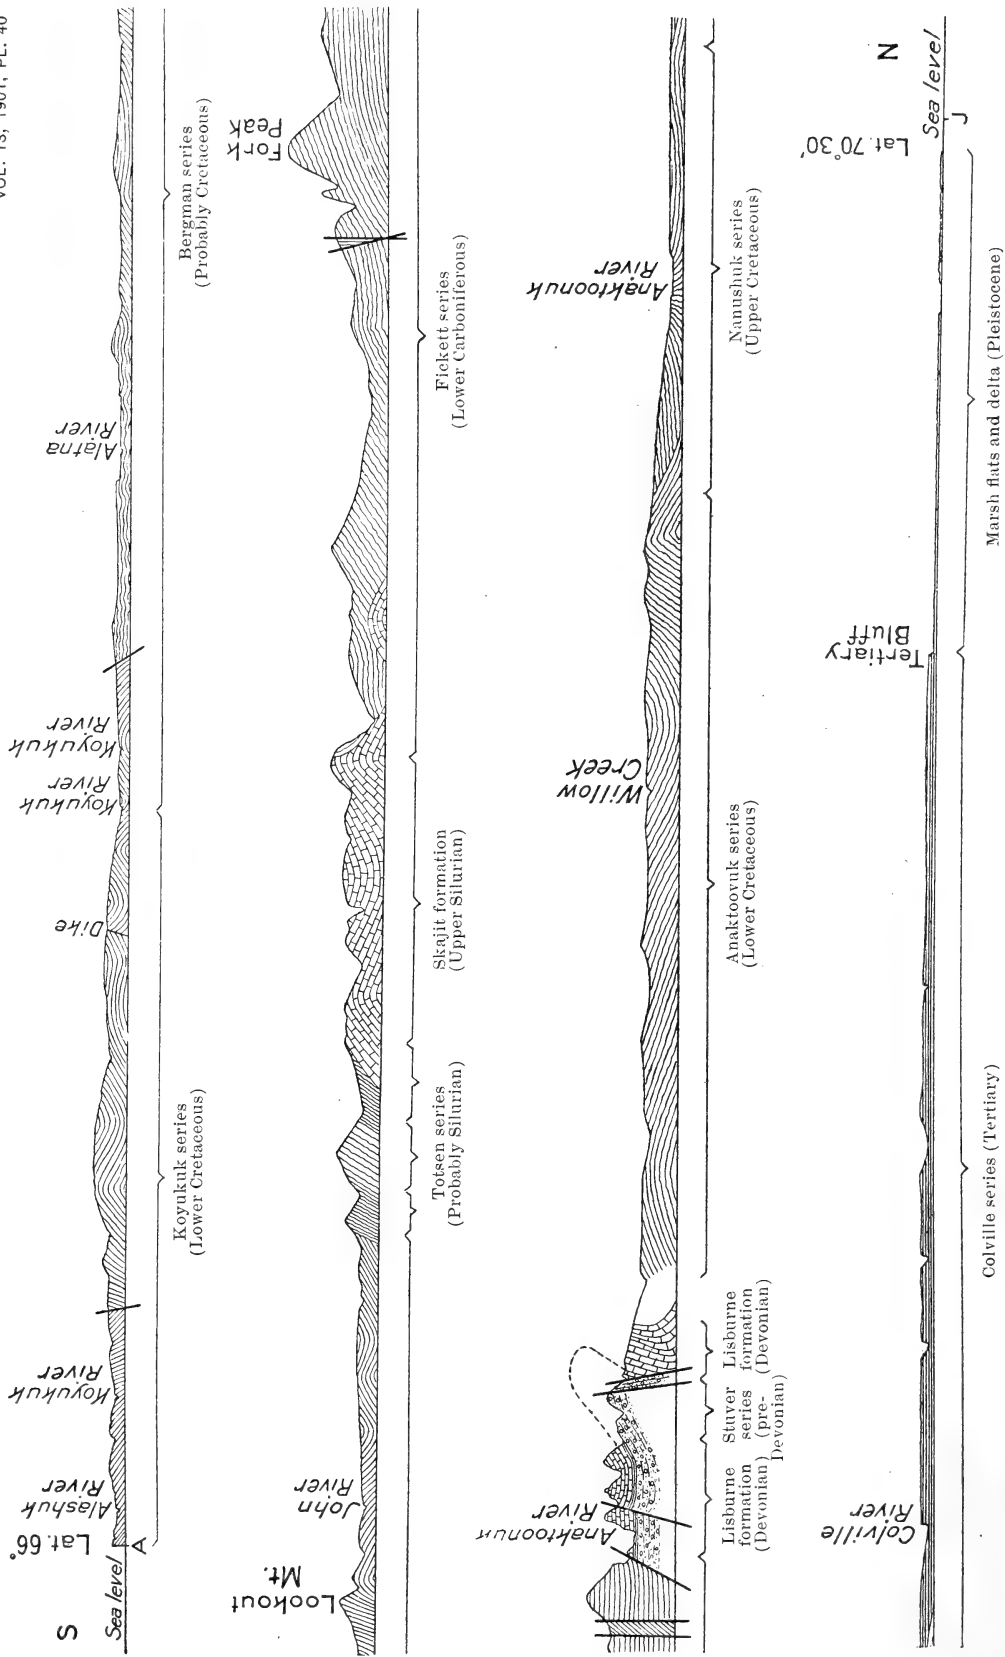 VOL. 13, 1901, PL. 40
S
Sea level
Lat. 66°
A
Alashuk
River
Koyukuk
River
Dike
Koyukuk
River
Koyukuk
River
Alatna
River
Koyukuk series
(Lower Cretaceous)
Bergman series
(Probably Cretaceous)
Lookout
Mt.
John
River
Fork
Peak
Totsen series
(Probably Silurian)
Skajit formation
(Upper Silurian)
Fickett series
(Lower Carboniferous)
Anaktoonuk
River
Willow
Creek
Anaktoonuk
River
Lisburne
formation
(Devonian)
Stuver
series
(pre-
Devonian)
Lisburne
formation
(Devonian)
Anaktoovuk series
(Lower Cretaceous)
Nanushuk series
(Upper Cretaceous)
Colville
River
Tertiary
Bluff
Lat. 70°30'
J
Sea level
N
Colville series (Tertiary)
Marsh flats and delta (Pleistocene)